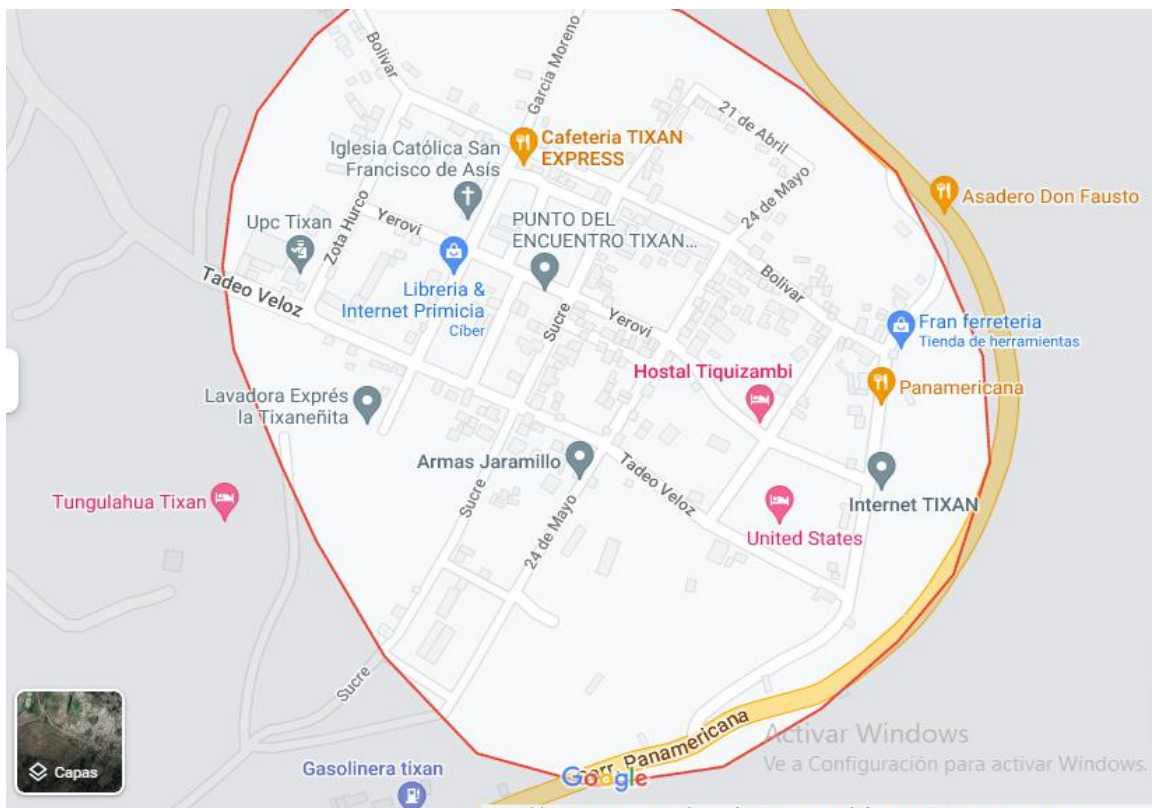 Bolivar
Garcia Moreno
21 de Abril
Cafeteria TIXAN
EXPRESS
Iglesia Católica San
Francisco de Asís
Asadero Don Fausto
24 de Mayo
Zota Hurco
Yerovi
Upc Tixan
PUNTO DEL
ENCUENTRO TIXAN...
Tadeo Veloz
Bolivar
Libreria &
Internet Primicia
Cíber
Sucre
Yerovi
Fran ferreteria
Tienda de herramientas
Hostal Tiquizambi
Panamericana
Lavadora Exprés
la Tixaneñita
Armas Jaramillo
Tadeo Veloz
Internet TIXAN
Tungulahua Tixan
Sucre
24 de Mayo
United States
Sucre
Panamericana
Activar Windows
Ve a Configuración para activar Windows.
Capas
Gasolinera tixan
Google